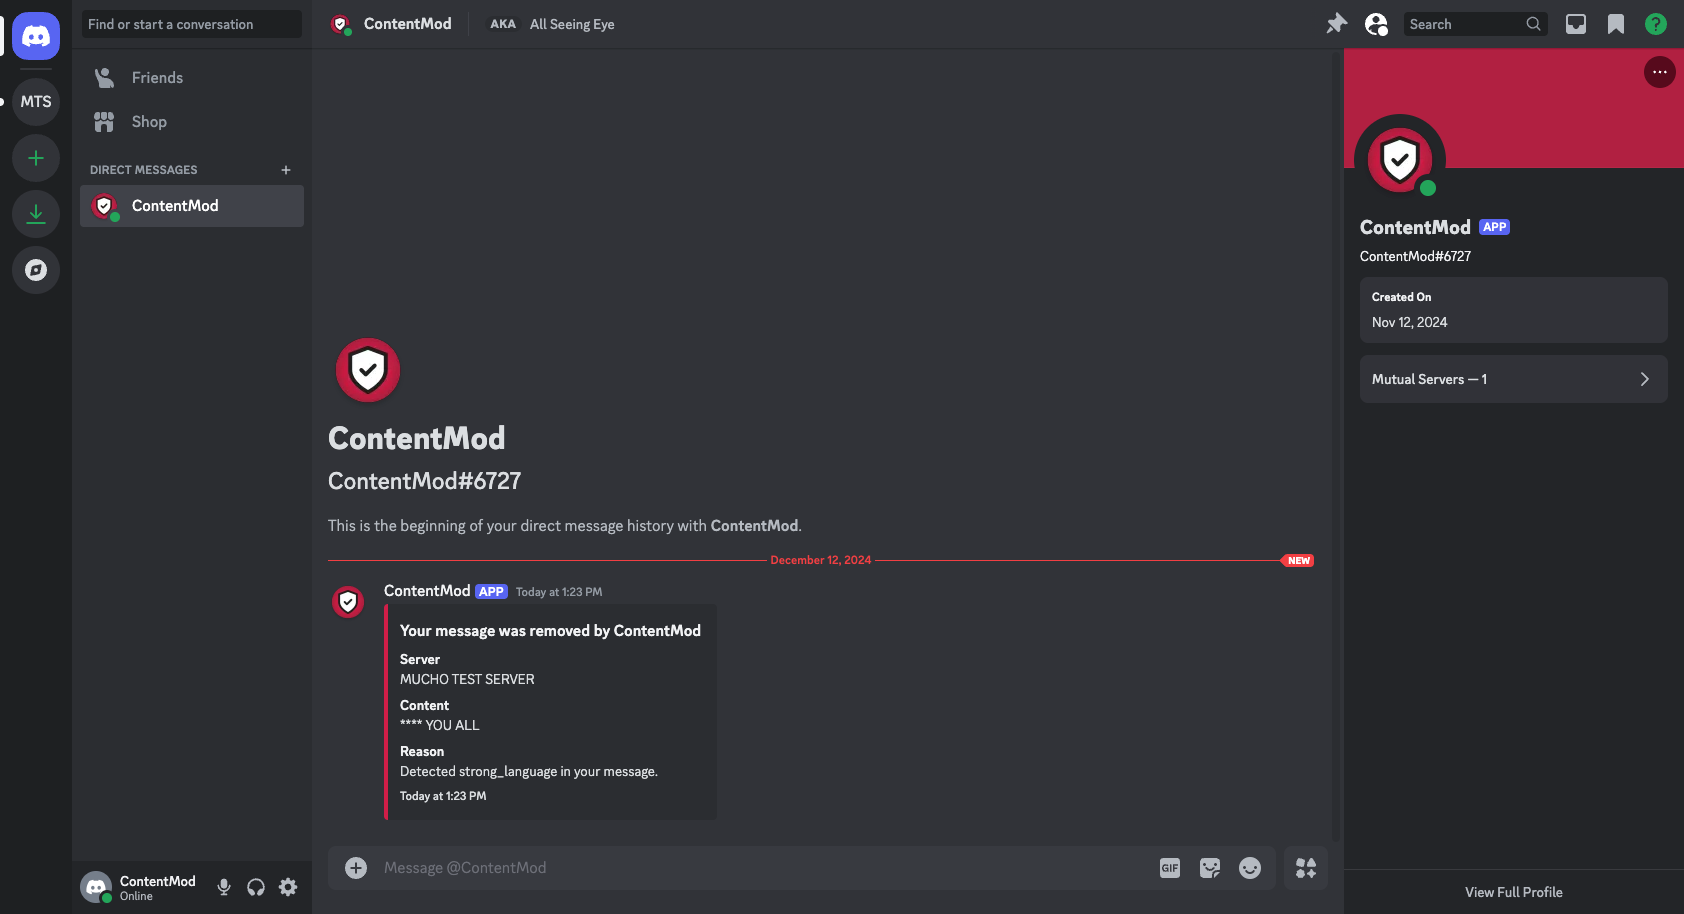 Find or start a conversation
ContentMod
AKA All Seeing Eye
Search
?
MTS
Friends
Shop
DIRECT MESSAGES
ContentMod
ContentMod
Online
ContentMod
ContentMod#6727
This is the beginning of your direct message history with ContentMod.
December 12, 2024
NEW
ContentMod APP Today at 1:23 PM
Your message was removed by ContentMod
Server
MUCHO TEST SERVER
Content
**** YOU ALL
Reason
Detected strong_language in your message.
Today at 1:23 PM
Message @ContentMod
GIF
ContentMod APP
ContentMod#6727
Created On
Nov 12, 2024
Mutual Servers — 1
View Full Profile